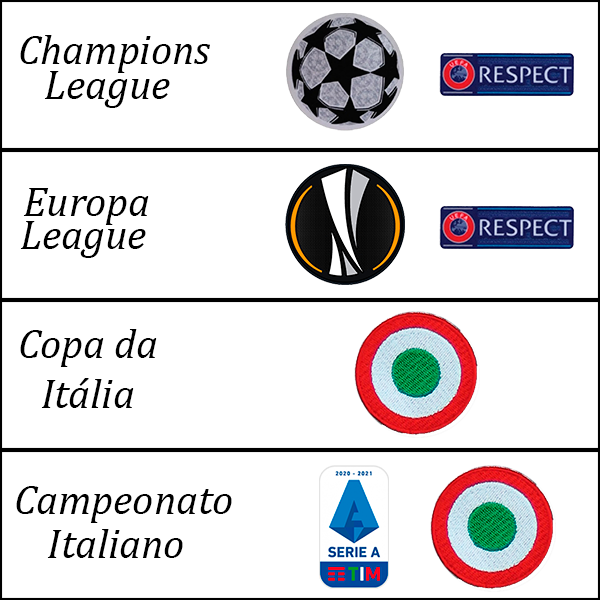 Champions
League
UEFA
RESPECT
Europa
League
UEFA
RESPECT
Copa da
Itália
Campeonato
Italiano
2020 - 2021
SERIE A
TIM